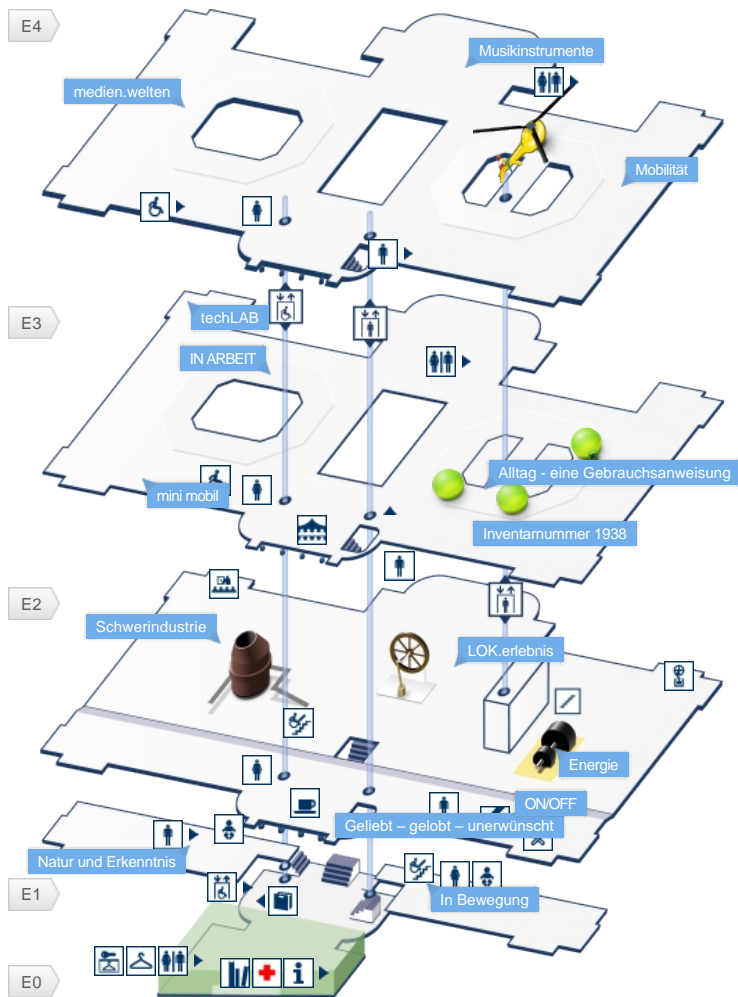 E4
Musikinstrumente
medien.welten
Mobilität
E3
techLAB
IN ARBEIT
Alltag - eine Gebrauchsanweisung
mini mobil
Inventarnummer 1938
E2
Schwerindustrie
LOK.erlebnis
Energie
ON/OFF
Geliebt – gelobt – unerwünscht
Natur und Erkenntnis
E1
In Bewegung
E0